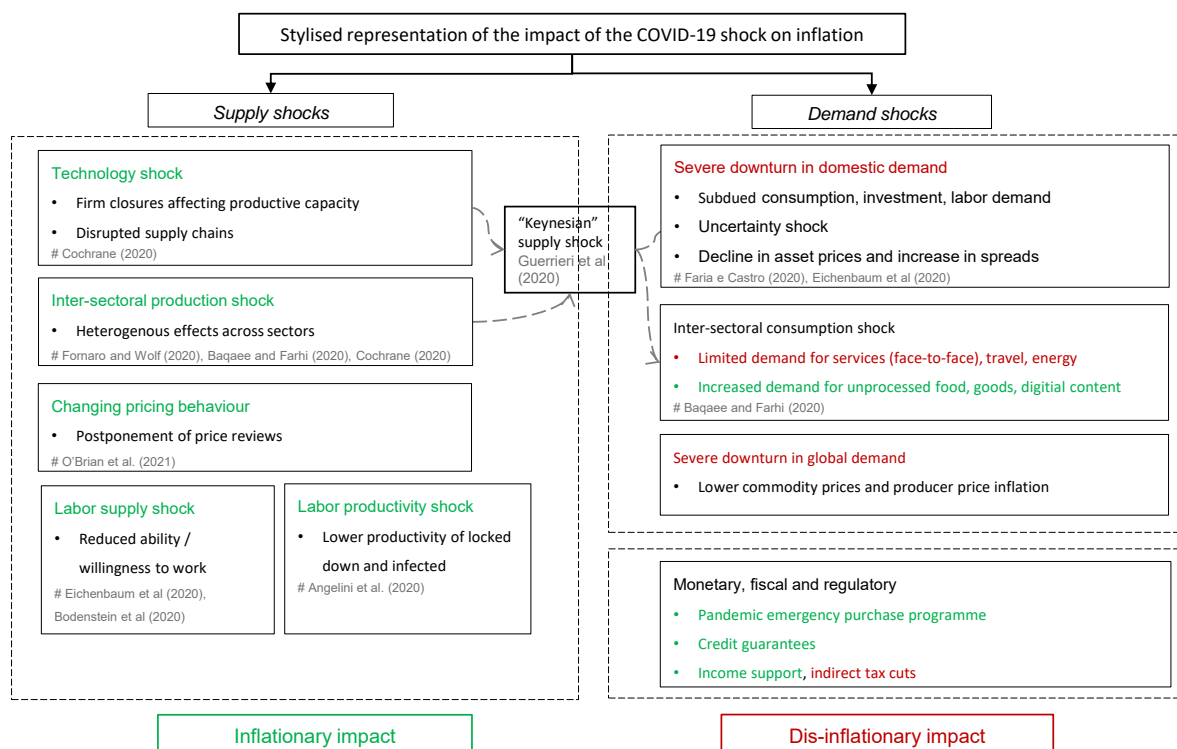 Stylised representation of the impact of the COVID-19 shock on inflation
Supply shocks
Demand shocks
Technology shock
• Firm closures affecting productive capacity
• Disrupted supply chains
# Cochrane (2020)
Inter-sectoral production shock
• Heterogenous effects across sectors
# Fornaro and Wolf (2020), Baqaee and Farhi (2020), Cochrane (2020)
Changing pricing behaviour
• Postponement of price reviews
# O'Brian et al. (2021)
Labor supply shock
• Reduced ability /
willingness to work
# Eichenbaum et al (2020),
Bodenstein et al (2020)
Labor productivity shock
• Lower productivity of locked
down and infected
# Angelini et al. (2020)
"Keynesian"
supply shock
Guerrieri et al
(2020)
Severe downturn in domestic demand
• Subdued consumption, investment, labor demand
• Uncertainty shock
• Decline in asset prices and increase in spreads
# Faria e Castro (2020), Eichenbaum et al (2020)
Inter-sectoral consumption shock
• Limited demand for services (face-to-face), travel, energy
• Increased demand for unprocessed food, goods, digitial content
# Baqaee and Farhi (2020)
Severe downturn in global demand
• Lower commodity prices and producer price inflation
Monetary, fiscal and regulatory
• Pandemic emergency purchase programme
• Credit guarantees
• Income support, indirect tax cuts
Inflationary impact
Dis-inflationary impact